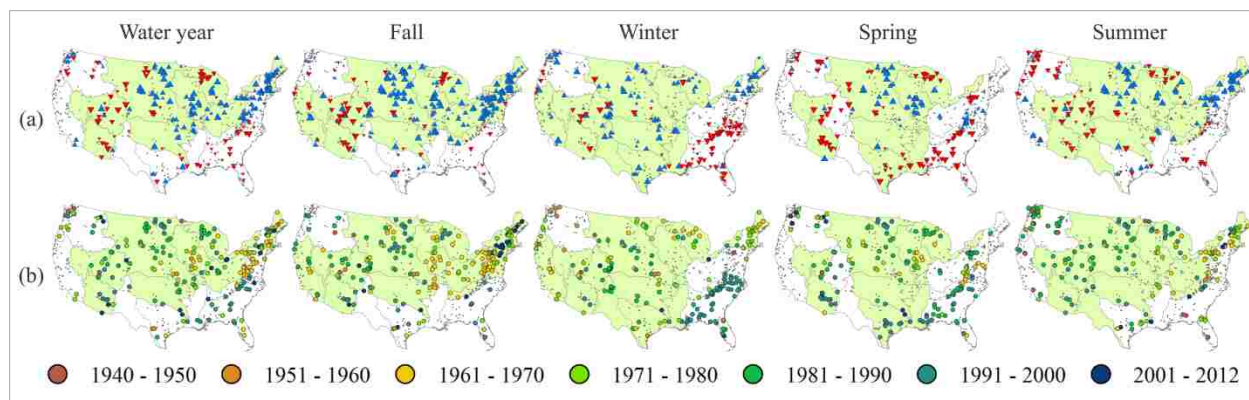 Water year Fall Winter Spring Summer
(a)
(b)
1940 - 1950 1951 - 1960 1961 - 1970 1971 - 1980 1981 - 1990 1991 - 2000 2001 - 2012